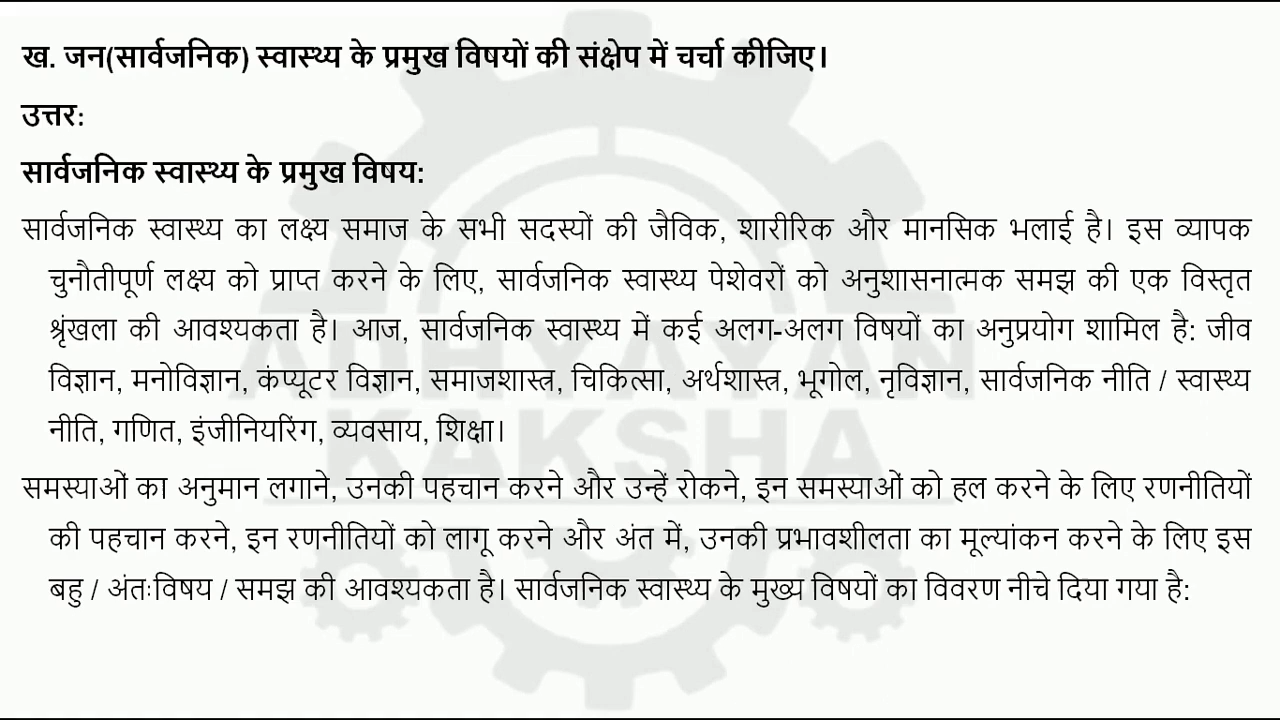 ख. जन(सार्वजनिक) स्वास्थ्य के प्रमुख विषयों की संक्षेप में चर्चा कीजिए।
उत्तर:
सार्वजनिक स्वास्थ्य के प्रमुख विषय:
सार्वजनिक स्वास्थ्य का लक्ष्य समाज के सभी सदस्यों की जैविक, शारीरिक और मानसिक भलाई है। इस व्यापक
चुनौतीपूर्ण लक्ष्य को प्राप्त करने के लिए, सार्वजनिक स्वास्थ्य पेशेवरों को अनुशासनात्मक समझ की एक विस्तृत
श्रृंखला की आवश्यकता है। आज, सार्वजनिक स्वास्थ्य में कई अलग-अलग विषयों का अनुप्रयोग शामिल है: जीव
विज्ञान, मनोविज्ञान, कंप्यूटर विज्ञान, समाजशास्त्र, चिकित्सा, अर्थशास्त्र, भूगोल, नृविज्ञान, सार्वजनिक नीति / स्वास्थ्य
नीति, गणित, इंजीनियरिंग, व्यवसाय, शिक्षा।
समस्याओं का अनुमान लगाने, उनकी पहचान करने और उन्हें रोकने, इन समस्याओं को हल करने के लिए रणनीतियों
की पहचान करने, इन रणनीतियों को लागू करने और अंत में, उनकी प्रभावशीलता का मूल्यांकन करने के लिए इस
बहु / अंतःविषय / समझ की आवश्यकता है। सार्वजनिक स्वास्थ्य के मुख्य विषयों का विवरण नीचे दिया गया है:
ADHYAYAN
KAKSHA